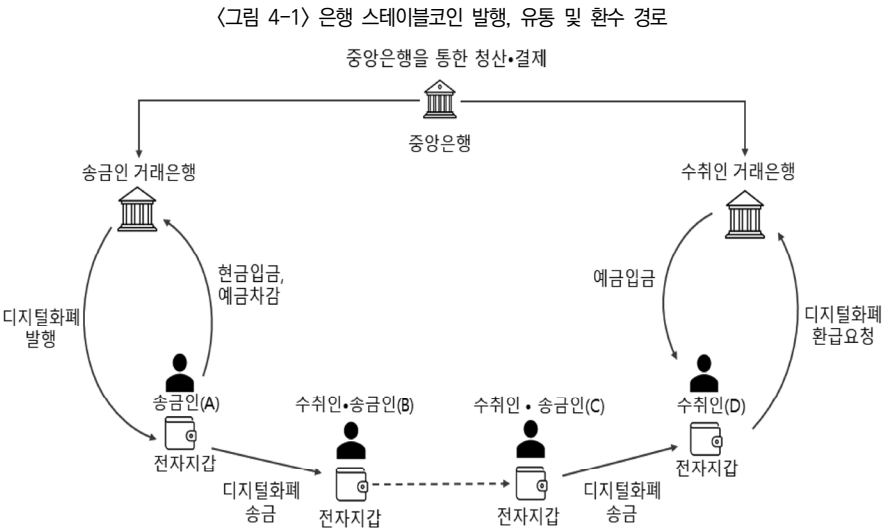 <그림 4-1> 은행 스테이블코인 발행, 유통 및 환수 경로
중앙은행을 통한 청산•결제
중앙은행
송금인 거래은행
수취인 거래은행
현금입금,
예금차감
예금입금
디지털화폐
발행
디지털화폐
환급요청
송금인(A)
수취인•송금인(B)
수취인 • 송금인(C)
수취인(D)
전자지갑
전자지갑
디지털화폐
송금
전자지갑
전자지갑
디지털화폐
송금